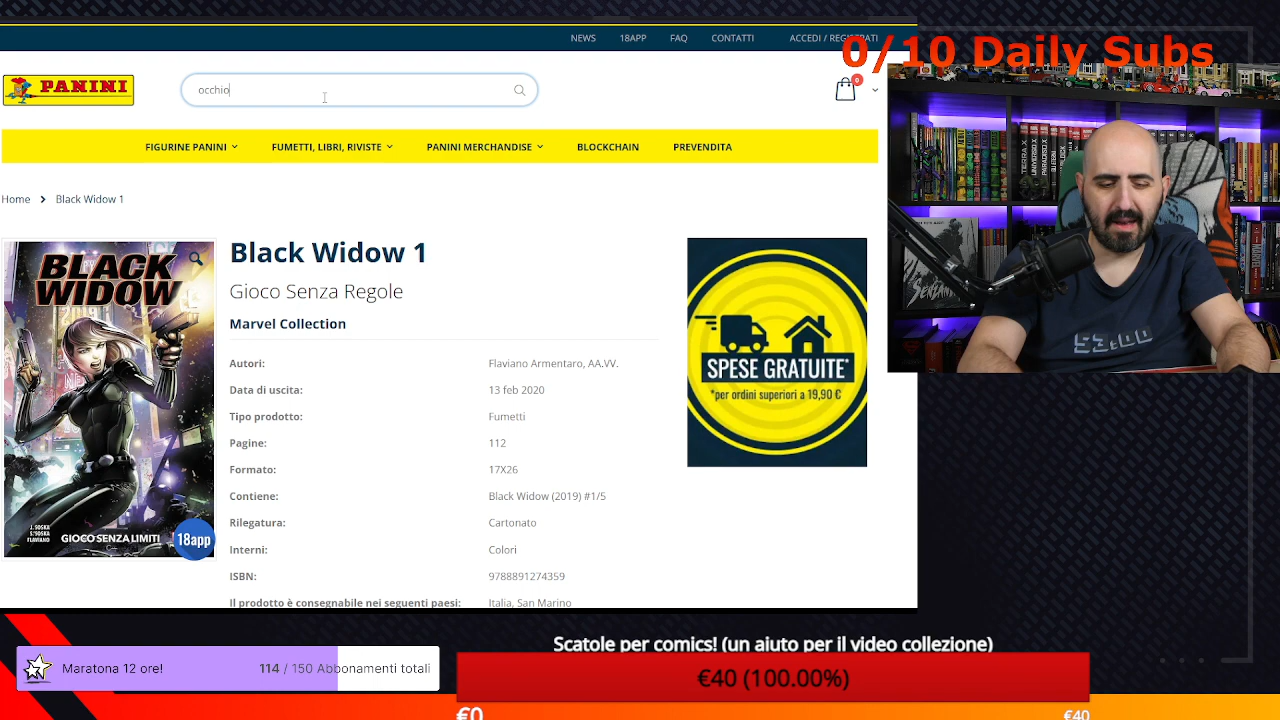 NEWS 18APP FAQ CONTATTI ACCEDI / REGISTRATI
0/10 Daily Subs
PANINI
occhio
0
FIGURINE PANINI FUMETTI, LIBRI, RIVISTE PANINI MERCHANDISE BLOCKCHAIN PREVENDITA
Home Black Widow 1
BLACK WIDOW
GIOCO SENZA LIMITI
18app
Black Widow 1
Gioco Senza Regole
Marvel Collection
Autori: Flaviano Armentaro, AA.VV.
Data di uscita: 13 feb 2020
Tipo prodotto: Fumetti
Pagine: 112
Formato: 17X26
Contiene: Black Widow (2019) #1/5
Rilegatura: Cartonato
Interni: Colori
ISBN: 9788891274359
Il prodotto è consegnabile nei seguenti paesi: Italia, San Marino
SPESE GRATUITE*
*per ordini superiori a 19,90 €
Maratona 12 ore! 114 / 150 Abbonamenti totali
Scatole per comics! (un aiuto per il video collezione)
€40 (100.00%)
€0 €40